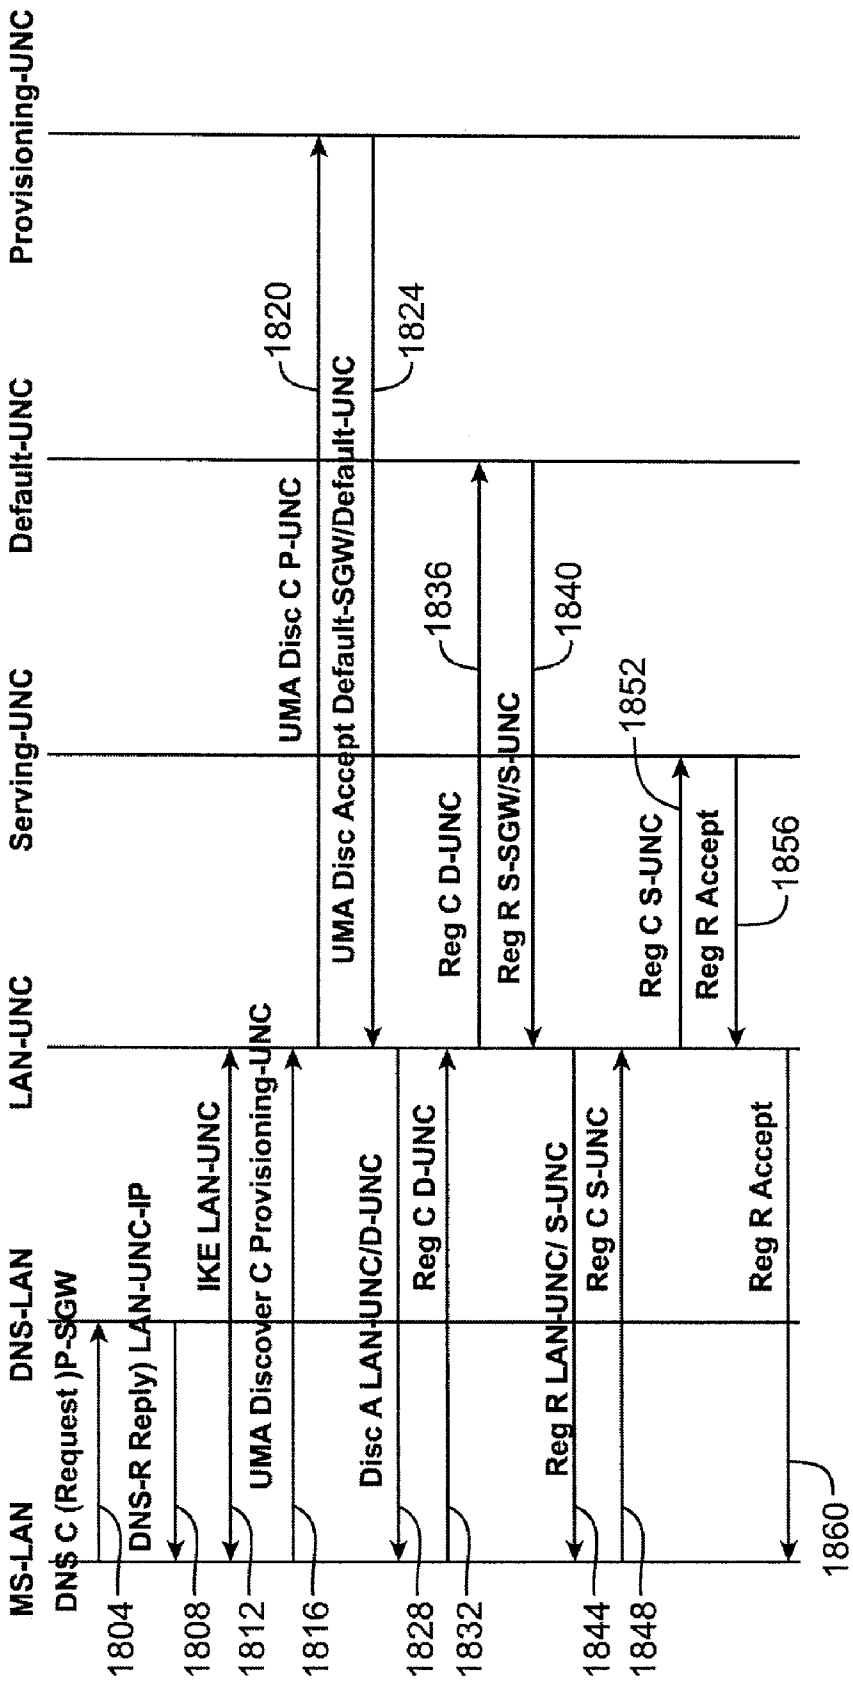 MS-LAN
DNS-LAN
LAN-UNC
Serving-UNC
Default-UNC
Provisioning-UNC
DNS C (Request )P-SGW
1804
DNS-R Reply) LAN-UNC-IP
1808
IKE LAN-UNC
1812
UMA Discover C Provisioning-UNC
1816
UMA Disc C P-UNC
1820
UMA Disc Accept Default-SGW/Default-UNC
1824
Disc A LAN-UNC/D-UNC
1828
Reg C D-UNC
1832
Reg C D-UNC
1836
Reg R S-SGW/S-UNC
1840
Reg R LAN-UNC/ S-UNC
1844
Reg C S-UNC
1848
Reg C S-UNC
1852
Reg R Accept
1856
Reg R Accept
1860